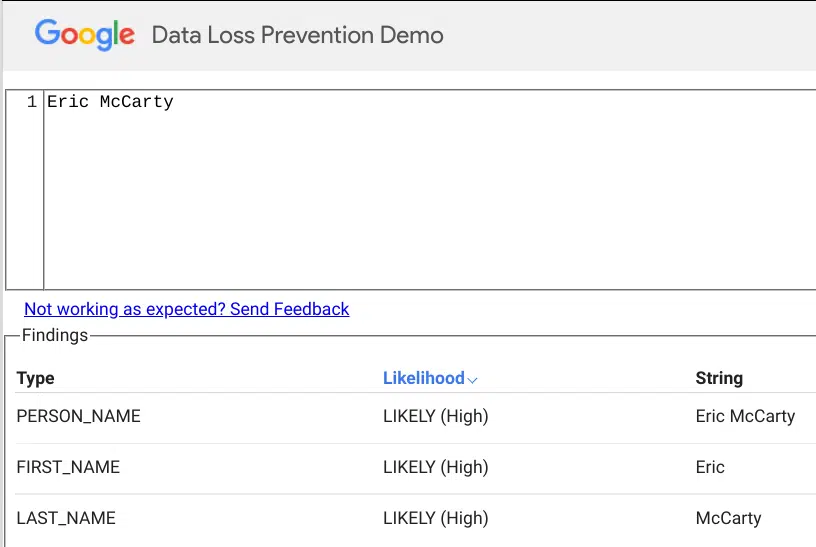 Google Data Loss Prevention Demo
1 Eric McCarty
Not working as expected? Send Feedback
Findings
Type Likelihood String
PERSON_NAME LIKELY (High) Eric McCarty
FIRST_NAME LIKELY (High) Eric
LAST_NAME LIKELY (High) McCarty